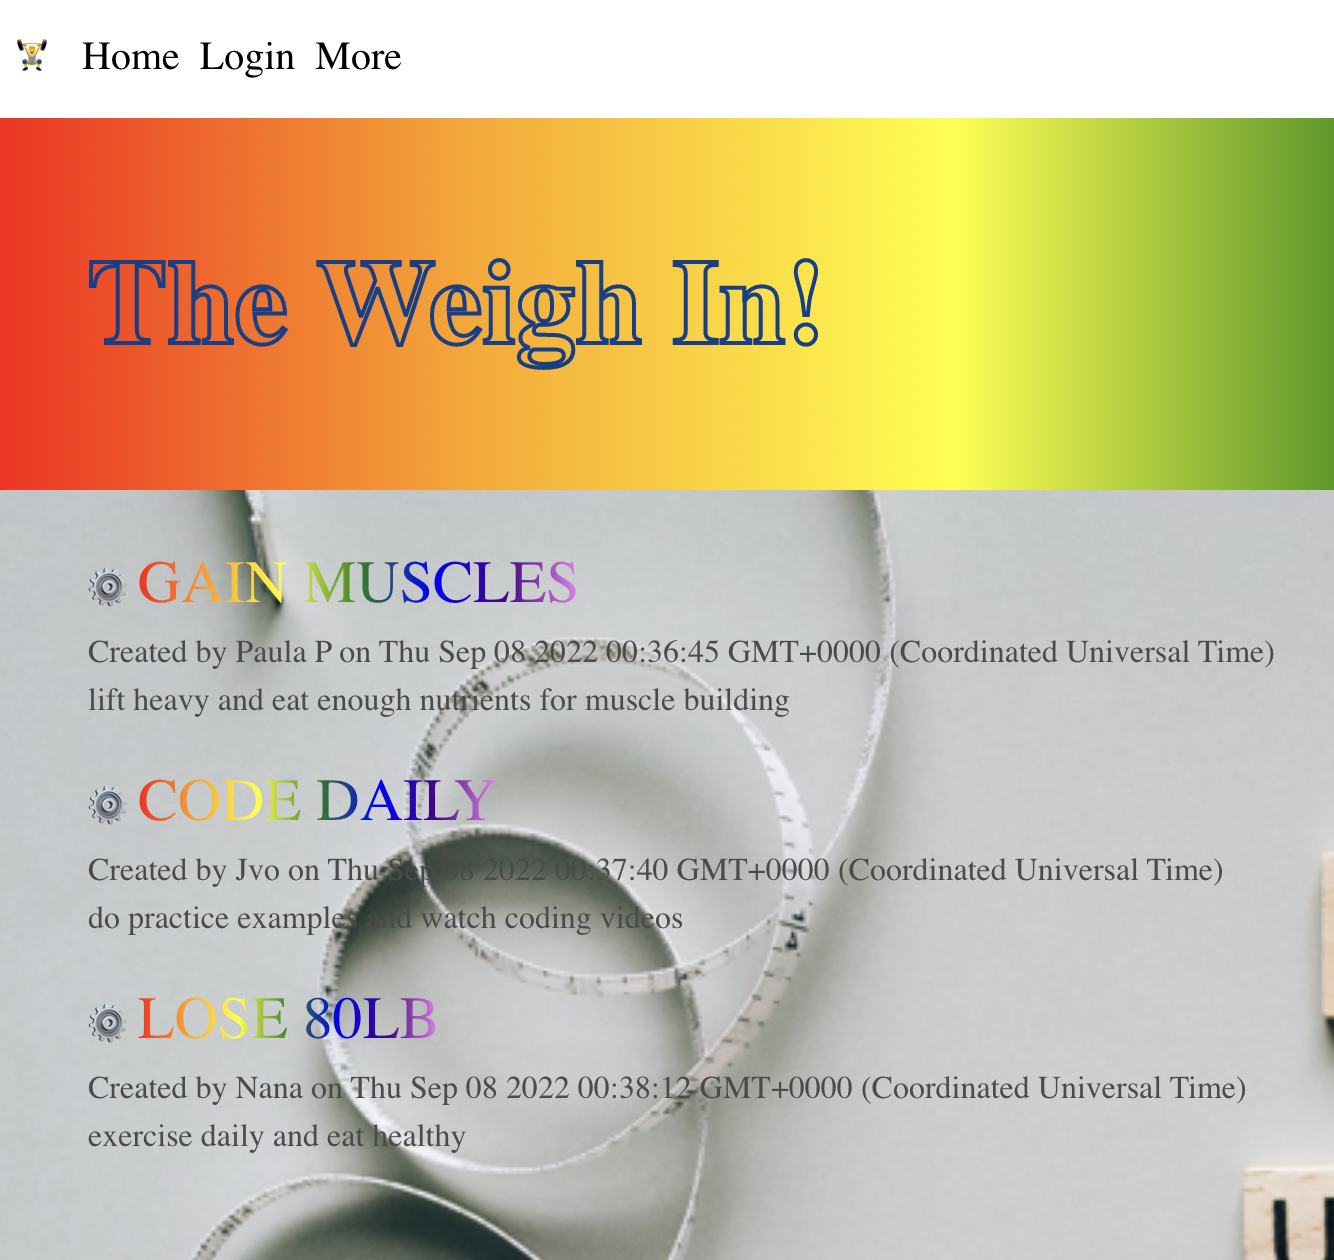 Home Login More
The Weigh In!
GAIN MUSCLES
Created by Paula P on Thu Sep 08 2022 00:36:45 GMT+0000 (Coordinated Universal Time)
lift heavy and eat enough nutrients for muscle building
CODE DAILY
Created by Jvo on Thu Sep 08 2022 00:37:40 GMT+0000 (Coordinated Universal Time)
do practice examples and watch coding videos
LOSE 80LB
Created by Nana on Thu Sep 08 2022 00:38:12 GMT+0000 (Coordinated Universal Time)
exercise daily and eat healthy